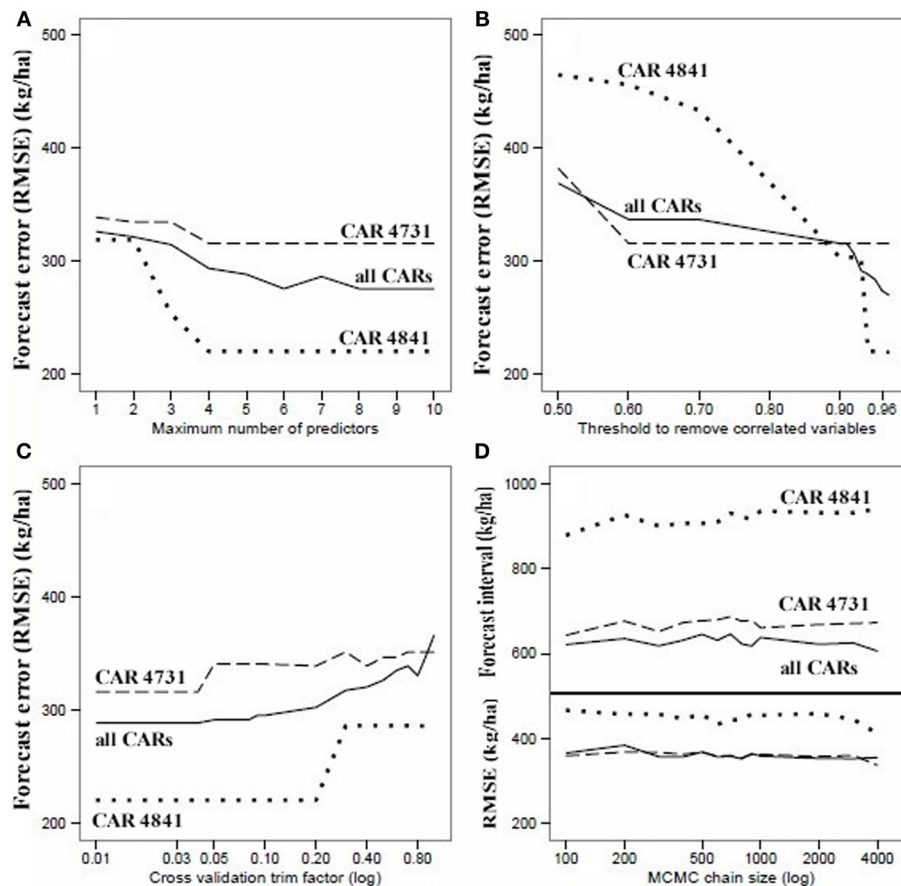 A
Forecast error (RMSE) (kg/ha)
500
400
300
200
CAR 4731
all CARs
CAR 4841
1 2 3 4 5 6 7 8 9 10
Maximum number of predictors
B
Forecast error (RMSE) (kg/ha)
500
400
300
200
CAR 4841
all CARs
CAR 4731
0.50 0.60 0.70 0.80 0.90 0.96
Threshold to remove correlated variables
C
Forecast error (RMSE) (kg/ha)
500
400
300
200
CAR 4731
all CARs
CAR 4841
0.01 0.03 0.05 0.10 0.20 0.40 0.80
Cross validation trim factor (log)
D
Forecast interval (kg/ha)
RMSE (kg/ha)
1000
800
600
400
200
CAR 4841
CAR 4731
all CARs
100 200 500 1000 2000 4000
MCMC chain size (log)